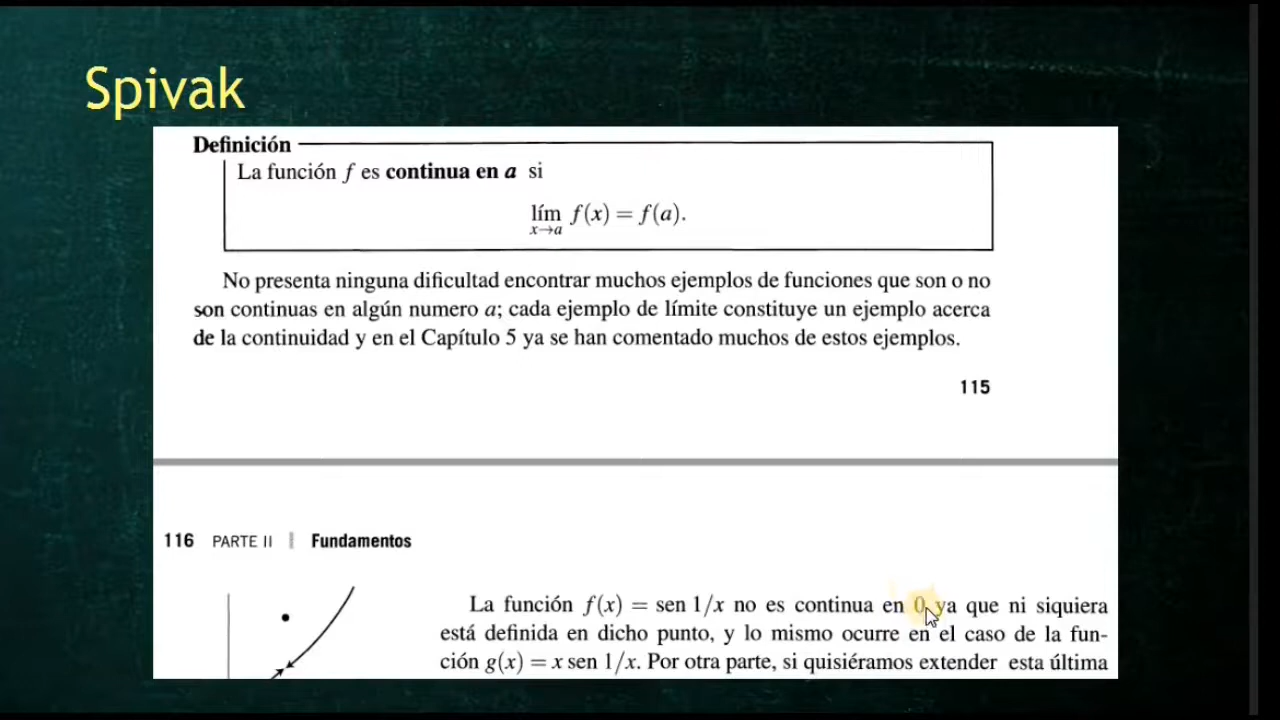 Spivak
Definición
La función f es continua en a si
lím f(x) = f(a).
x→a
No presenta ninguna dificultad encontrar muchos ejemplos de funciones que son o no
son continuas en algún numero a; cada ejemplo de límite constituye un ejemplo acerca
de la continuidad y en el Capítulo 5 ya se han comentado muchos de estos ejemplos.
115
116 PARTE II | Fundamentos
La función f(x) = sen 1/x no es continua en 0 ya que ni siquiera
está definida en dicho punto, y lo mismo ocurre en el caso de la fun-
ción g(x) = x sen 1/x. Por otra parte, si quisiéramos extender esta última